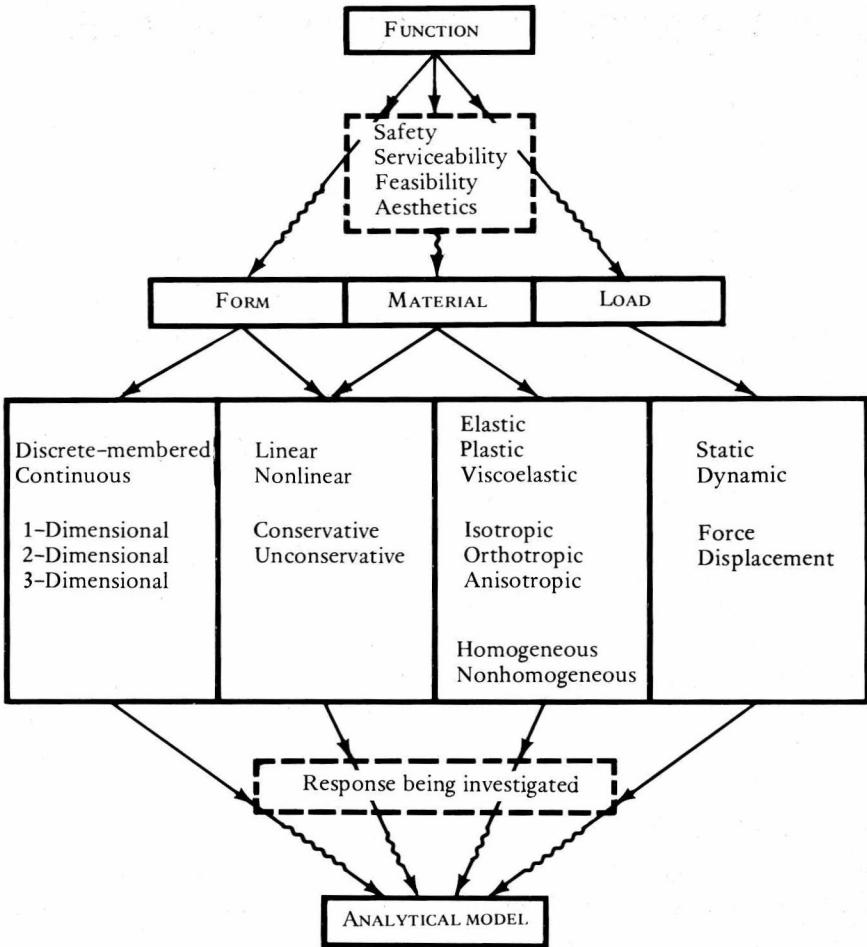 FUNCTION
Safety
Serviceability
Feasibility
Aesthetics
FORM
MATERIAL
LOAD
Discrete-membered
Continuous
1-Dimensional
2-Dimensional
3-Dimensional
Linear
Nonlinear
Conservative
Unconservative
Elastic
Plastic
Viscoelastic
Isotropic
Orthotropic
Anisotropic
Homogeneous
Nonhomogeneous
Static
Dynamic
Force
Displacement
Response being investigated
ANALYTICAL MODEL